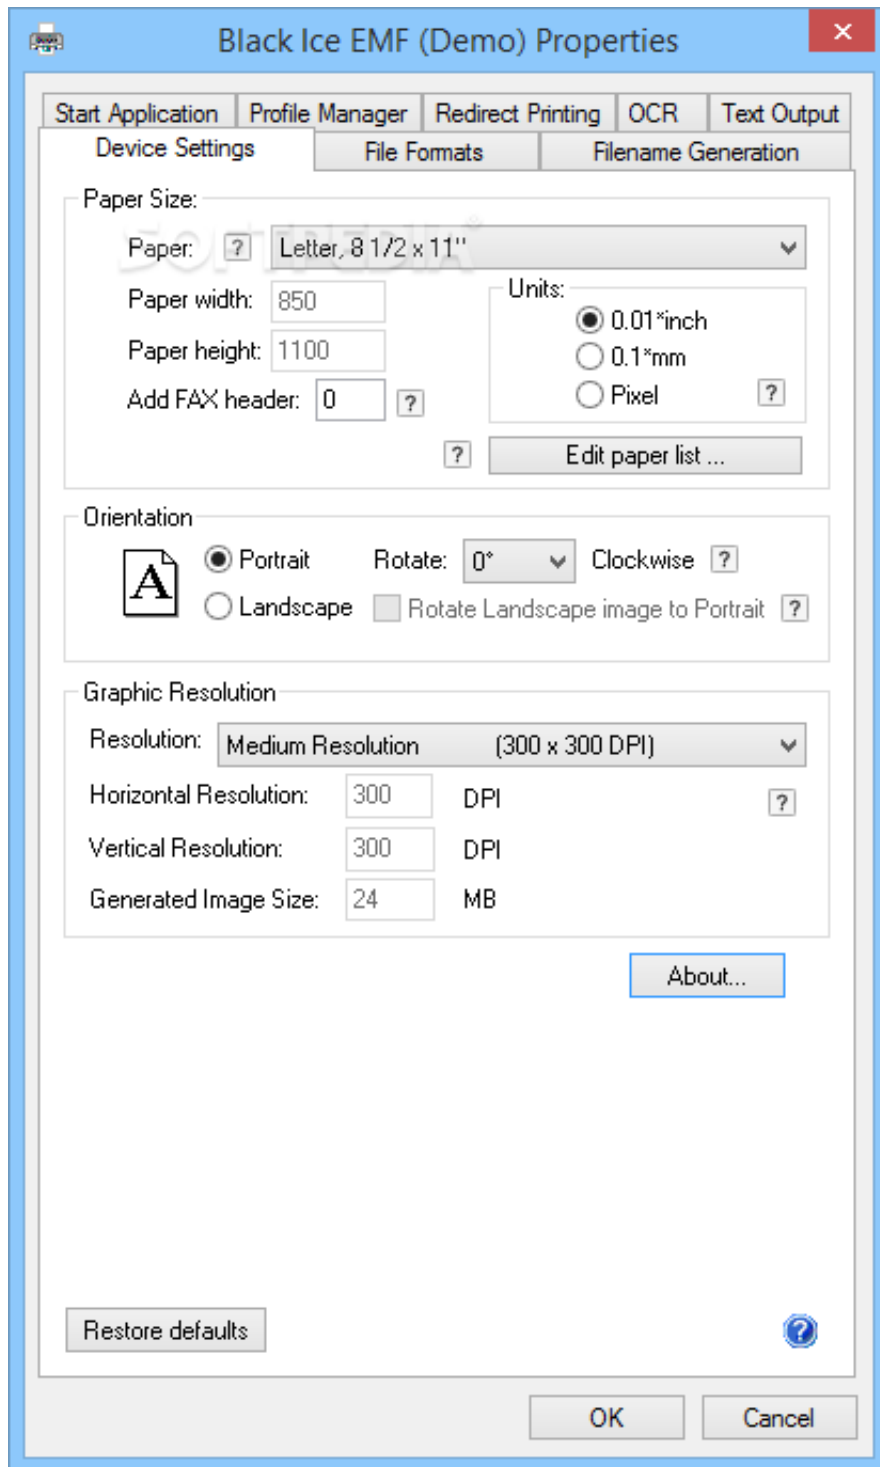 Black Ice EMF (Demo) Properties
Start Application Profile Manager Redirect Printing OCR Text Output
Device Settings File Formats Filename Generation
Paper Size:
SOFTPEDIA®
Paper: ? Letter, 8 1/2 x 11"
Paper width: 850
Units:
0.01*inch
Paper height: 1100
0.1*mm
Add FAX header: 0 ?
Pixel ?
? Edit paper list ...
Orientation
A Portrait Rotate: 0° Clockwise ?
Landscape Rotate Landscape image to Portrait ?
Graphic Resolution
Resolution: Medium Resolution (300 x 300 DPI)
Horizontal Resolution: 300 DPI ?
Vertical Resolution: 300 DPI
Generated Image Size: 24 MB
About...
Restore defaults ?
OK Cancel